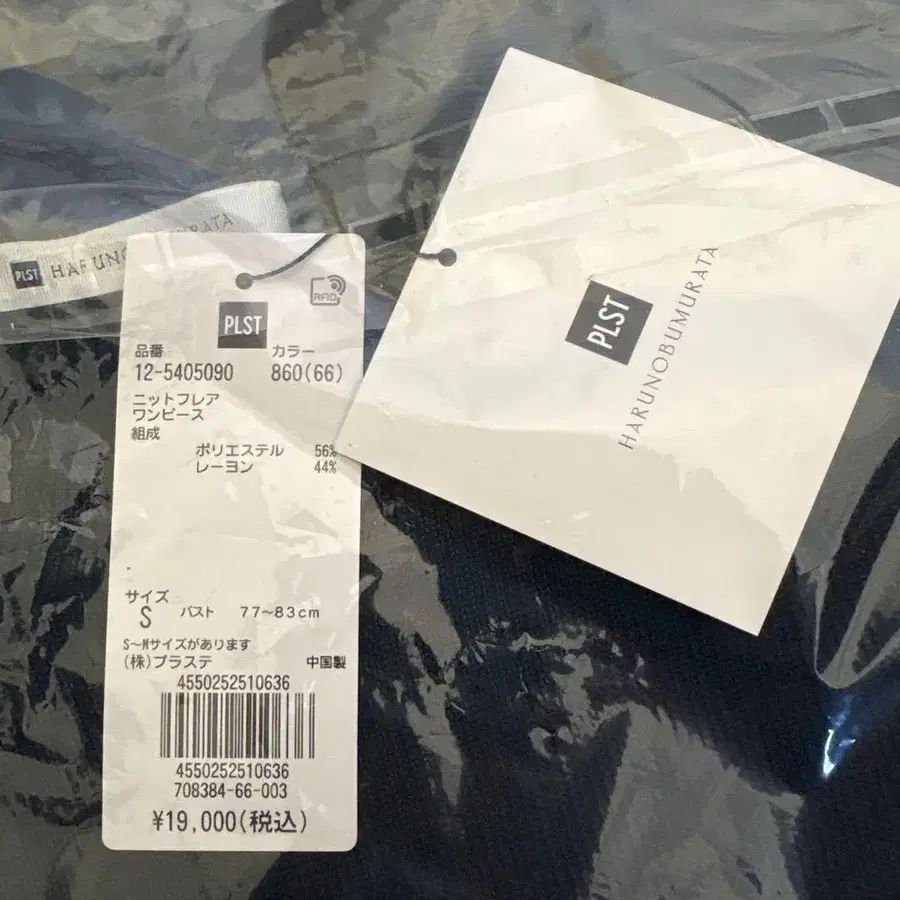 PLST HARUNOBUMURATA
RFID
PLST
品番 カラー
12-5405090 860(66)
ニットフレア
ワンピース
組成
ポリエステル 56%
レーヨン 44%
サイズ
S バスト 77~83cm
S~Mサイズがあります
(株)プラステ 中国製
4550252510636
4550252510636
708384-66-003
¥19,000(税込)
PLST
HARUNOBUMURATA